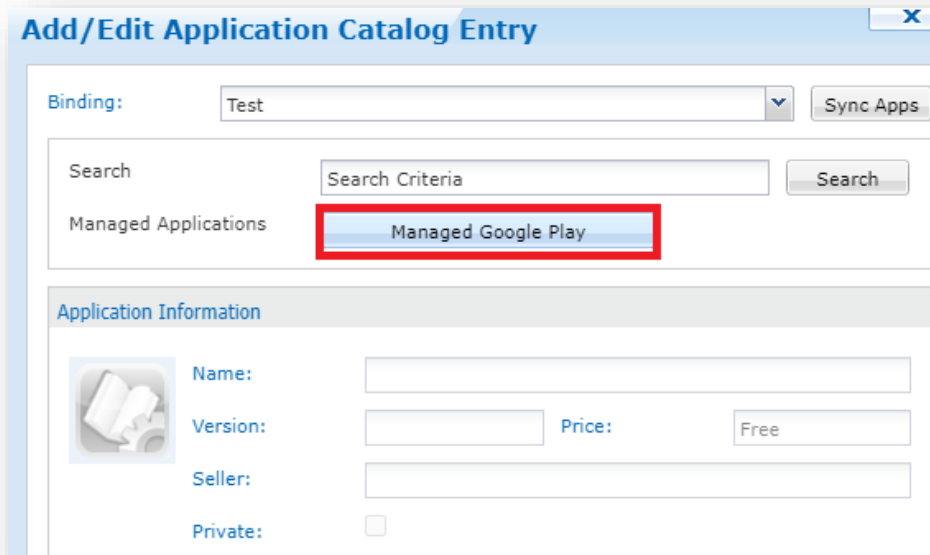 Add/Edit Application Catalog Entry
X
Binding: Test Sync Apps
Search Search Criteria Search
Managed Applications Managed Google Play
Application Information
Name:
Version: Price: Free
Seller:
Private: